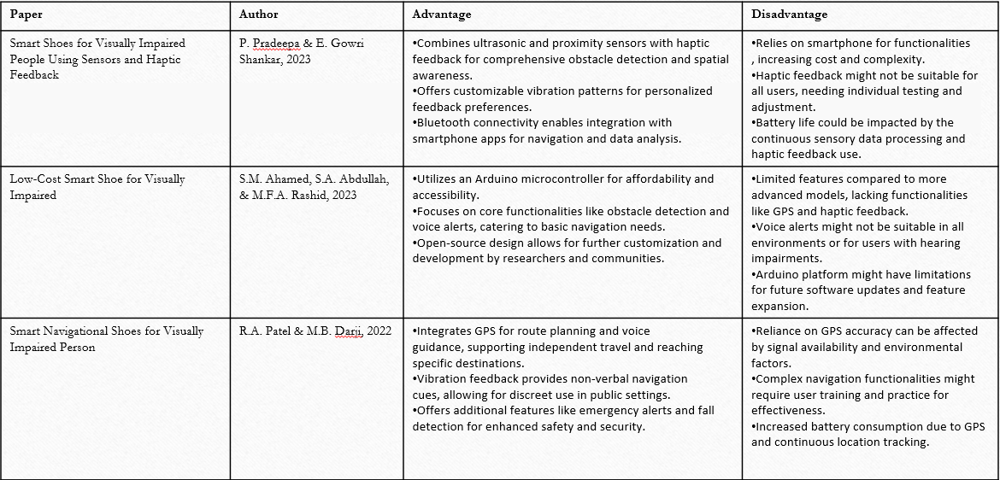 Paper
Author
Advantage
Disadvantage
Smart Shoes for Visually Impaired
People Using Sensors and Haptic
Feedback
P. Pradeepa & E. Gowri
Shankar, 2023
•Combines ultrasonic and proximity sensors with haptic
feedback for comprehensive obstacle detection and spatial
awareness.
•Offers customizable vibration patterns for personalized
feedback preferences.
•Bluetooth connectivity enables integration with
smartphone apps for navigation and data analysis.
•Relies on smartphone for functionalities
, increasing cost and complexity.
•Haptic feedback might not be suitable for
all users, needing individual testing and
adjustment.
•Battery life could be impacted by the
continuous sensory data processing and
haptic feedback use.
Low-Cost Smart Shoe for Visually
Impaired
S.M. Ahamed, S.A. Abdullah,
& M.F.A. Rashid, 2023
•Utilizes an Arduino microcontroller for affordability and
accessibility.
•Focuses on core functionalities like obstacle detection and
voice alerts, catering to basic navigation needs.
•Open-source design allows for further customization and
development by researchers and communities.
•Limited features compared to more
advanced models, lacking functionalities
like GPS and haptic feedback.
•Voice alerts might not be suitable in all
environments or for users with hearing
impairments.
•Arduino platform might have limitations
for future software updates and feature
expansion.
Smart Navigational Shoes for Visually
Impaired Person
R.A. Patel & M.B. Darji, 2022
•Integrates GPS for route planning and voice
guidance, supporting independent travel and reaching
specific destinations.
•Vibration feedback provides non-verbal navigation
cues, allowing for discreet use in public settings.
•Offers additional features like emergency alerts and fall
detection for enhanced safety and security.
•Reliance on GPS accuracy can be affected
by signal availability and environmental
factors.
•Complex navigation functionalities might
require user training and practice for
effectiveness.
•Increased battery consumption due to GPS
and continuous location tracking.